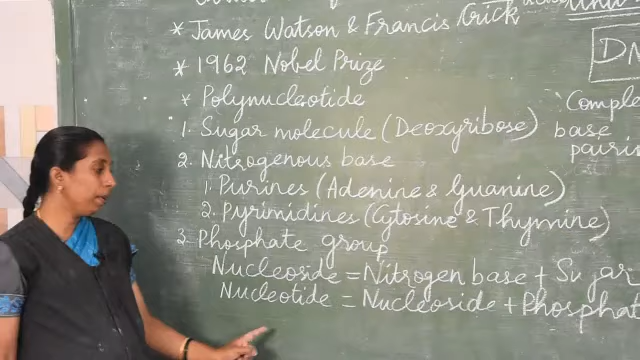 * James Watson & Francis Crick
* 1962 Nobel Prize
DN
* Polynucleotide
Comple
1. Sugar molecule (Deoxyribose)
base
pairin
2. Nitrogenous base
1. Purines (Adenine & Guanine)
2. Pyrimidines (Cytosine & Thymine)
3. Phosphate group
Nucleoside = Nitrogen base + Sugar
Nucleotide = Nucleoside + Phosphat